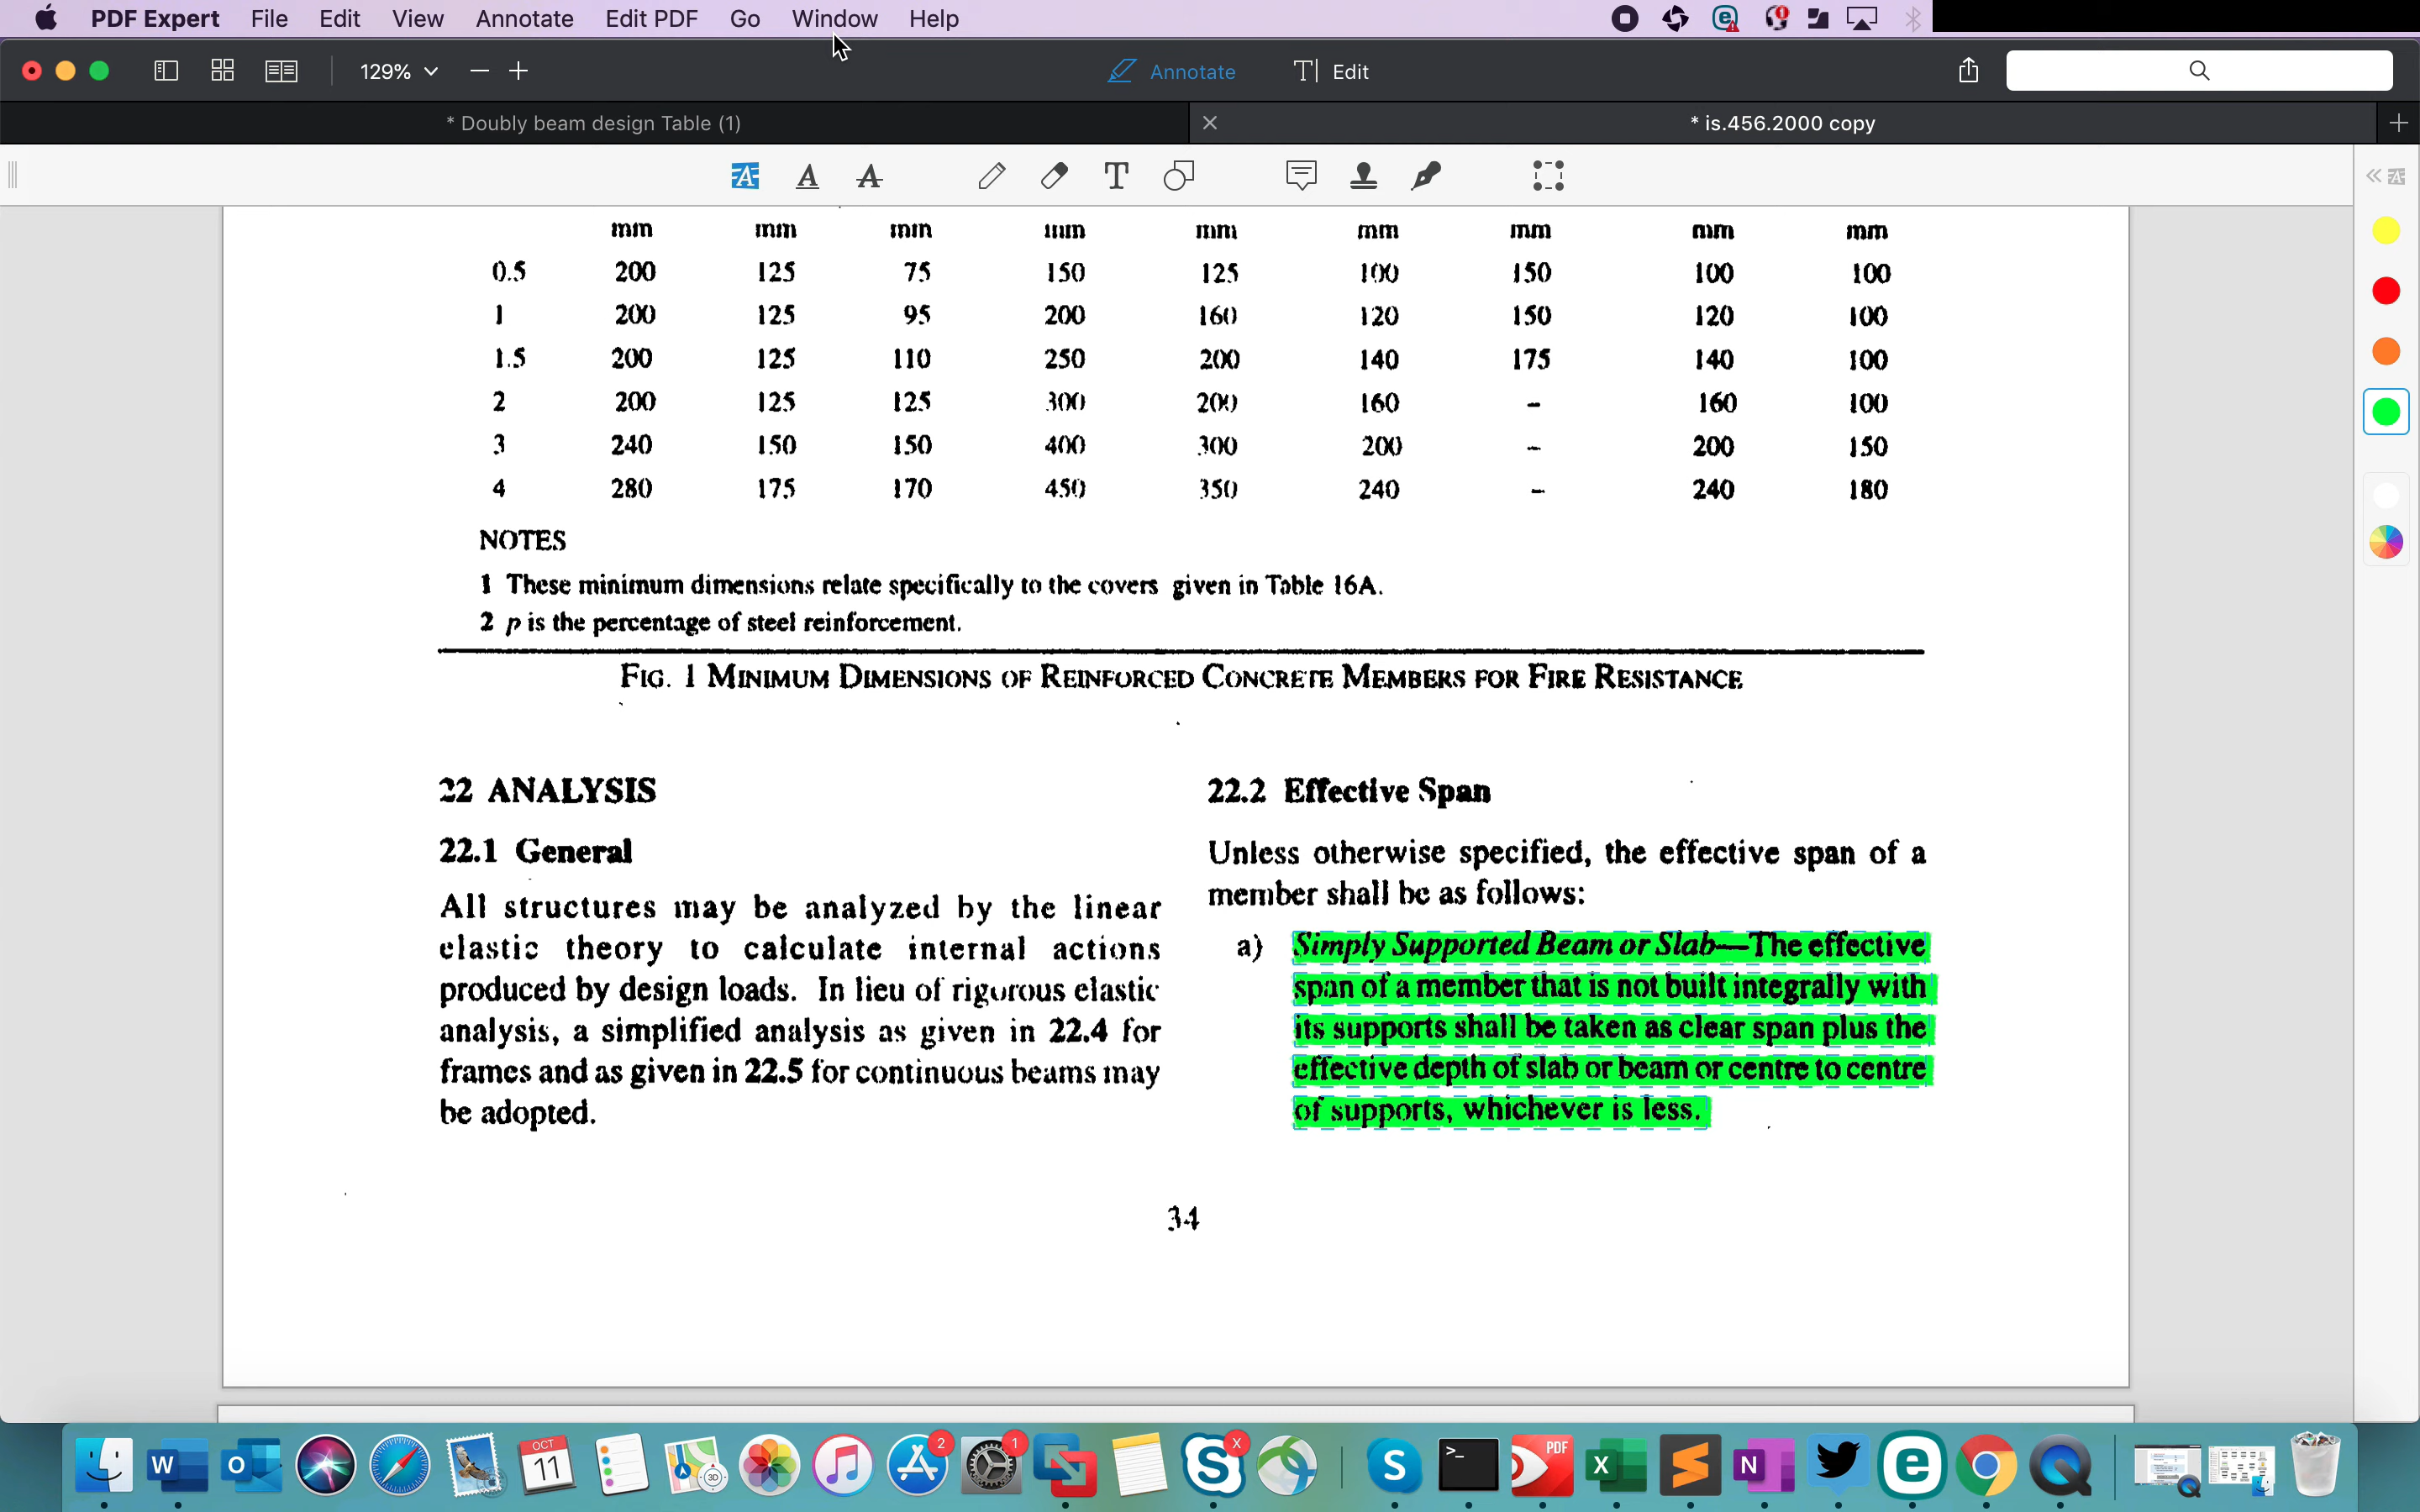 PDF Expert File Edit View Annotate Edit PDF Go Window Help
129% Annotate Edit
* Doubly beam design Table (1) * is.456.2000 copy
mm mm mm mm mm mm mm mm mm
0.5 200 125 75 150 125 100 150 100 100
1 200 125 95 200 160 120 150 120 100
1.5 200 125 110 250 200 140 175 140 100
2 200 125 125 300 200 160 – 160 100
3 240 150 150 400 300 200 – 200 150
4 280 175 170 450 350 240 – 240 180
NOTES
1 These minimum dimensions relate specifically to the covers given in Table 16A.
2 p is the percentage of steel reinforcement.
FIG. 1 MINIMUM DIMENSIONS OF REINFORCED CONCRETE MEMBERS FOR FIRE RESISTANCE
22 ANALYSIS
22.1 General
All structures may be analyzed by the linear
elastic theory to calculate internal actions
produced by design loads. In lieu of rigorous elastic
analysis, a simplified analysis as given in 22.4 for
frames and as given in 22.5 for continuous beams may
be adopted.
22.2 Effective Span
Unless otherwise specified, the effective span of a
member shall be as follows:
a) Simply Supported Beam or Slab—The effective
span of a member that is not built integrally with
its supports shall be taken as clear span plus the
effective depth of slab or beam or centre to centre
of supports, whichever is less.
34
OCT
11
3D
2
1
X
PDF